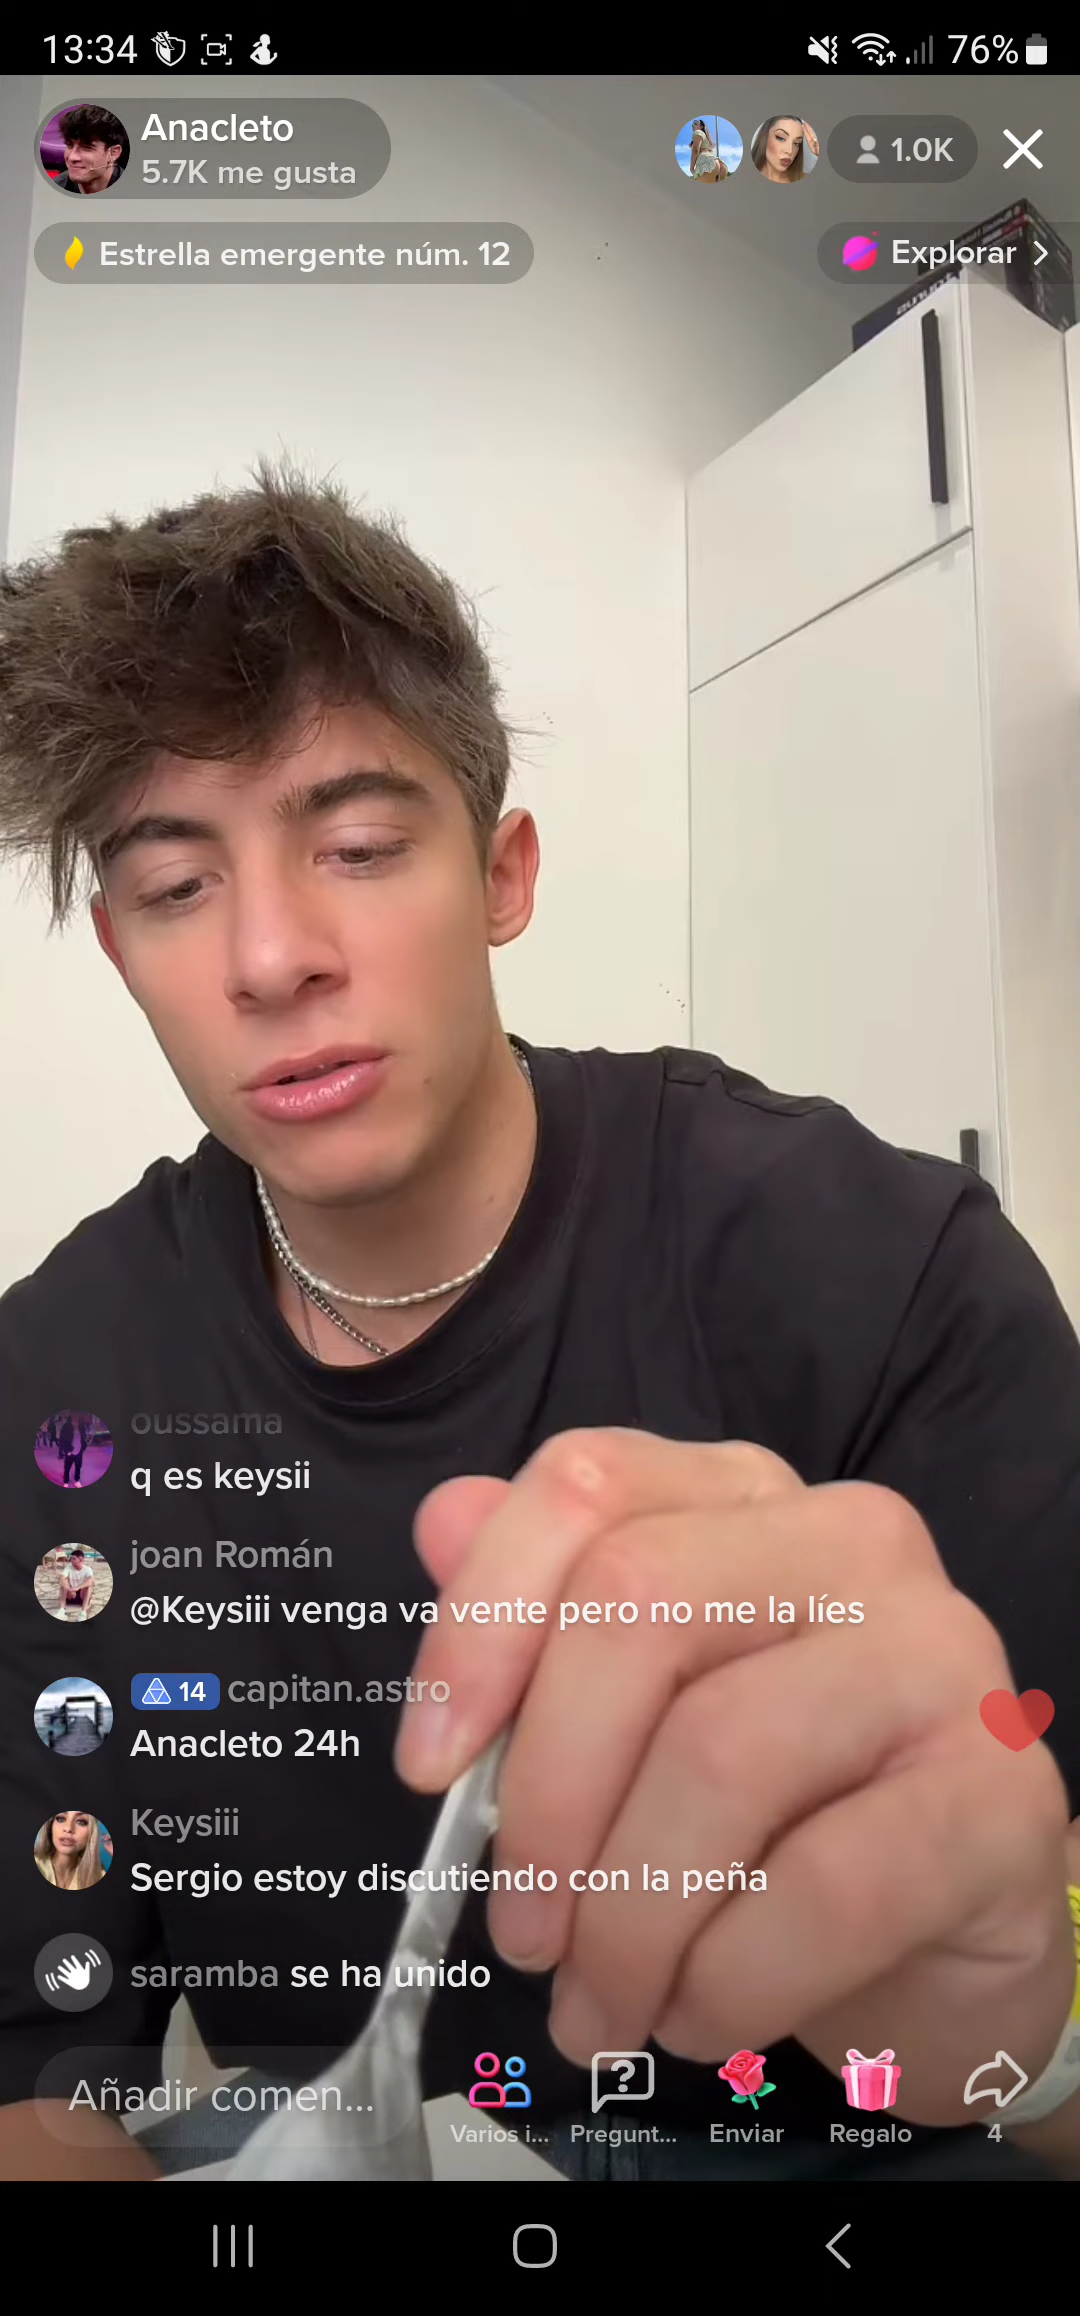 13:34
76%
Anacleto
5.7K me gusta
1.0K
Estrella emergente núm. 12
Explorar
oussama
q es keysii
joan Román
@Keysiii venga va vente pero no me la líes
14 capitan.astro
Anacleto 24h
Keysiii
Sergio estoy discutiendo con la peña
saramba se ha unido
Añadir comen...
Varios i...
Pregunt...
Enviar
Regalo
4